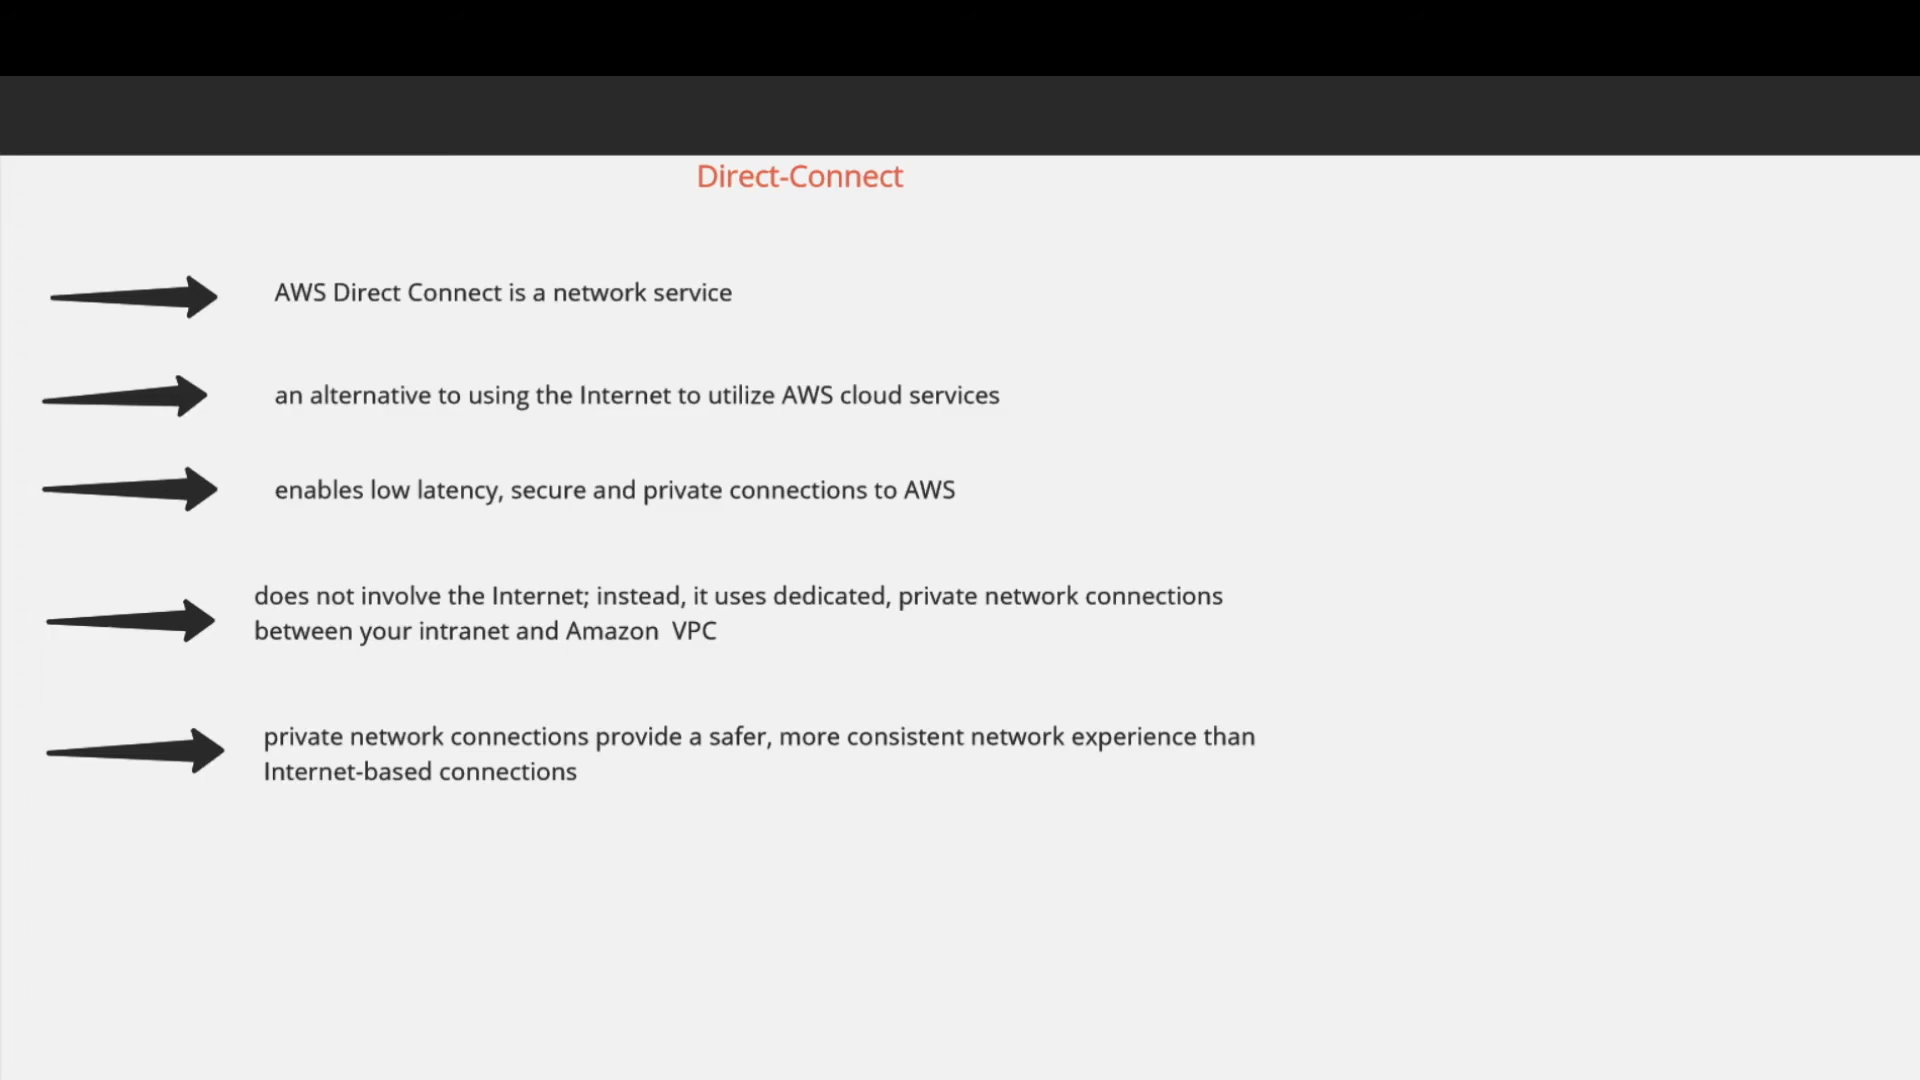 Direct-Connect
AWS Direct Connect is a network service
an alternative to using the Internet to utilize AWS cloud services
enables low latency, secure and private connections to AWS
does not involve the Internet; instead, it uses dedicated, private network connections
between your intranet and Amazon  VPC
private network connections provide a safer, more consistent network experience than
Internet-based connections